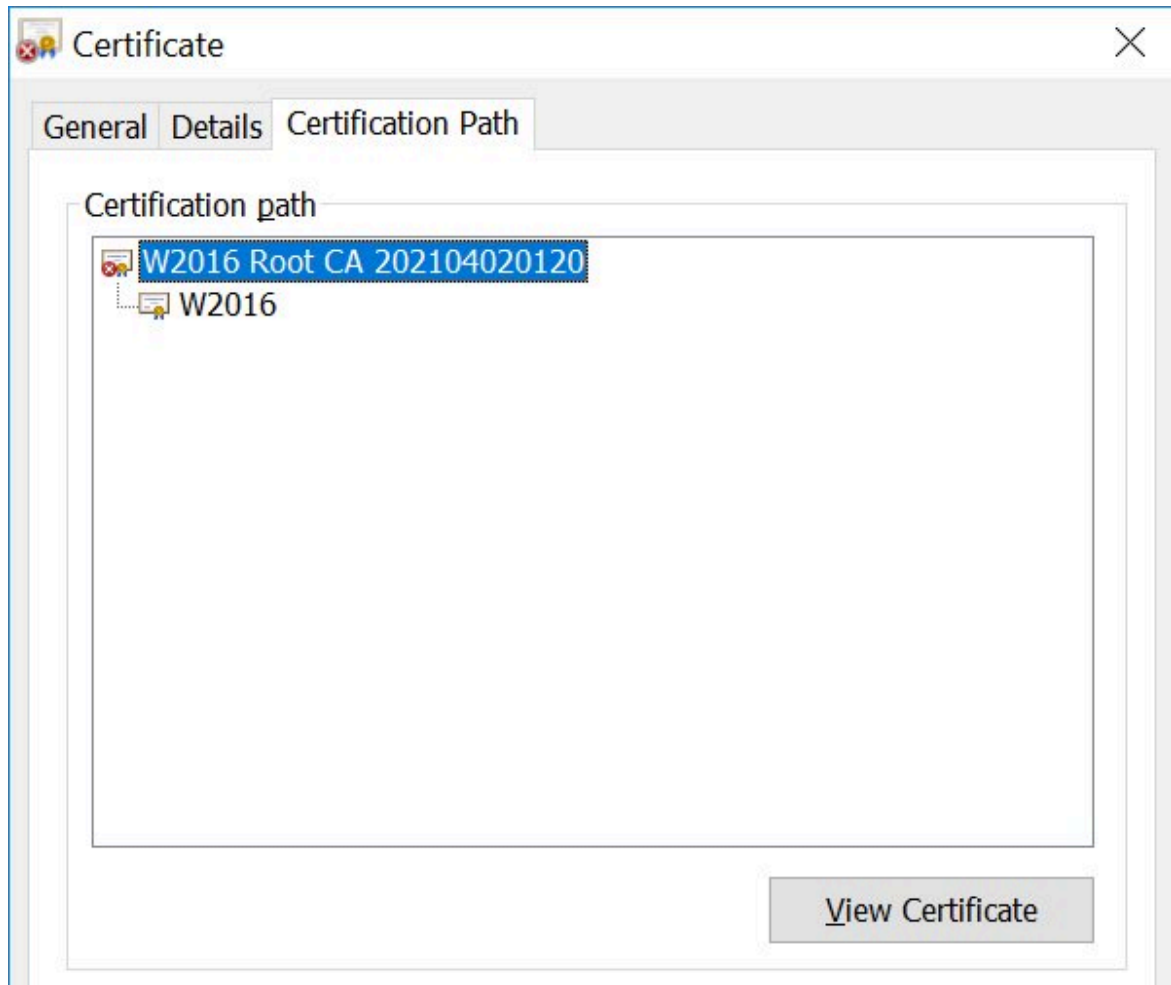 Certificate
General Details Certification Path
Certification path
W2016 Root CA 202104020120
W2016
View Certificate